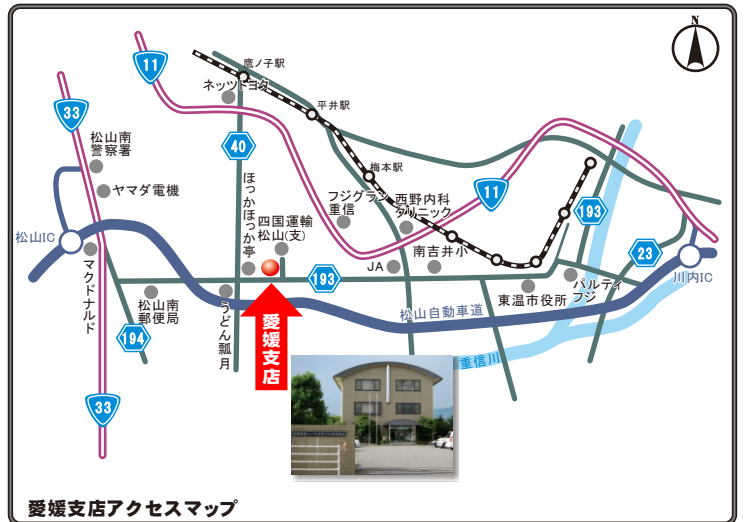 N
11
鷹ノ子駅
ネッツトヨタ
平井駅
33
松山南
警察署
40
ヤマダ電機
梅本駅
ほっかほっか亭
フジグラン
重信
西野内科
クリニック
11
193
四国運輸
松山(支)
松山IC
マクドナルド
南吉井小
JA
23
193
川内IC
パルティ
フジ
東温市役所
松山南
郵便局
うどん瓢月
松山自動車道
愛媛支店
194
重信川
33
愛媛支店アクセスマップ